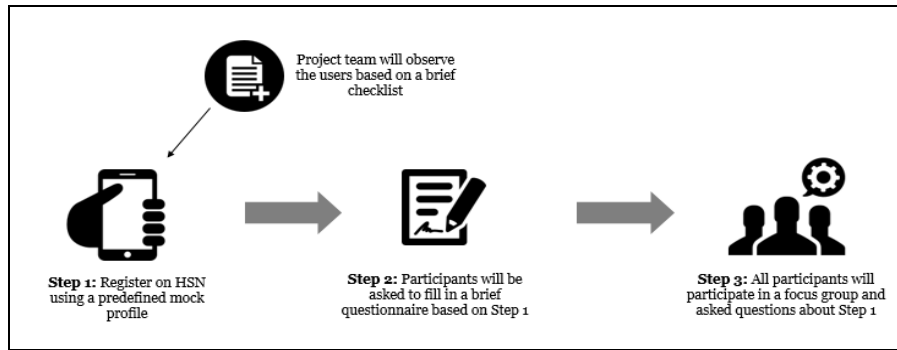 Project team will observe
the users based on a brief
checklist
Step 1: Register on HSN
using a predefined mock
profile
Step 2: Participants will be
asked to fill in a brief
questionnaire based on Step 1
Step 3: All participants will
participate in a focus group and
asked questions about Step 1